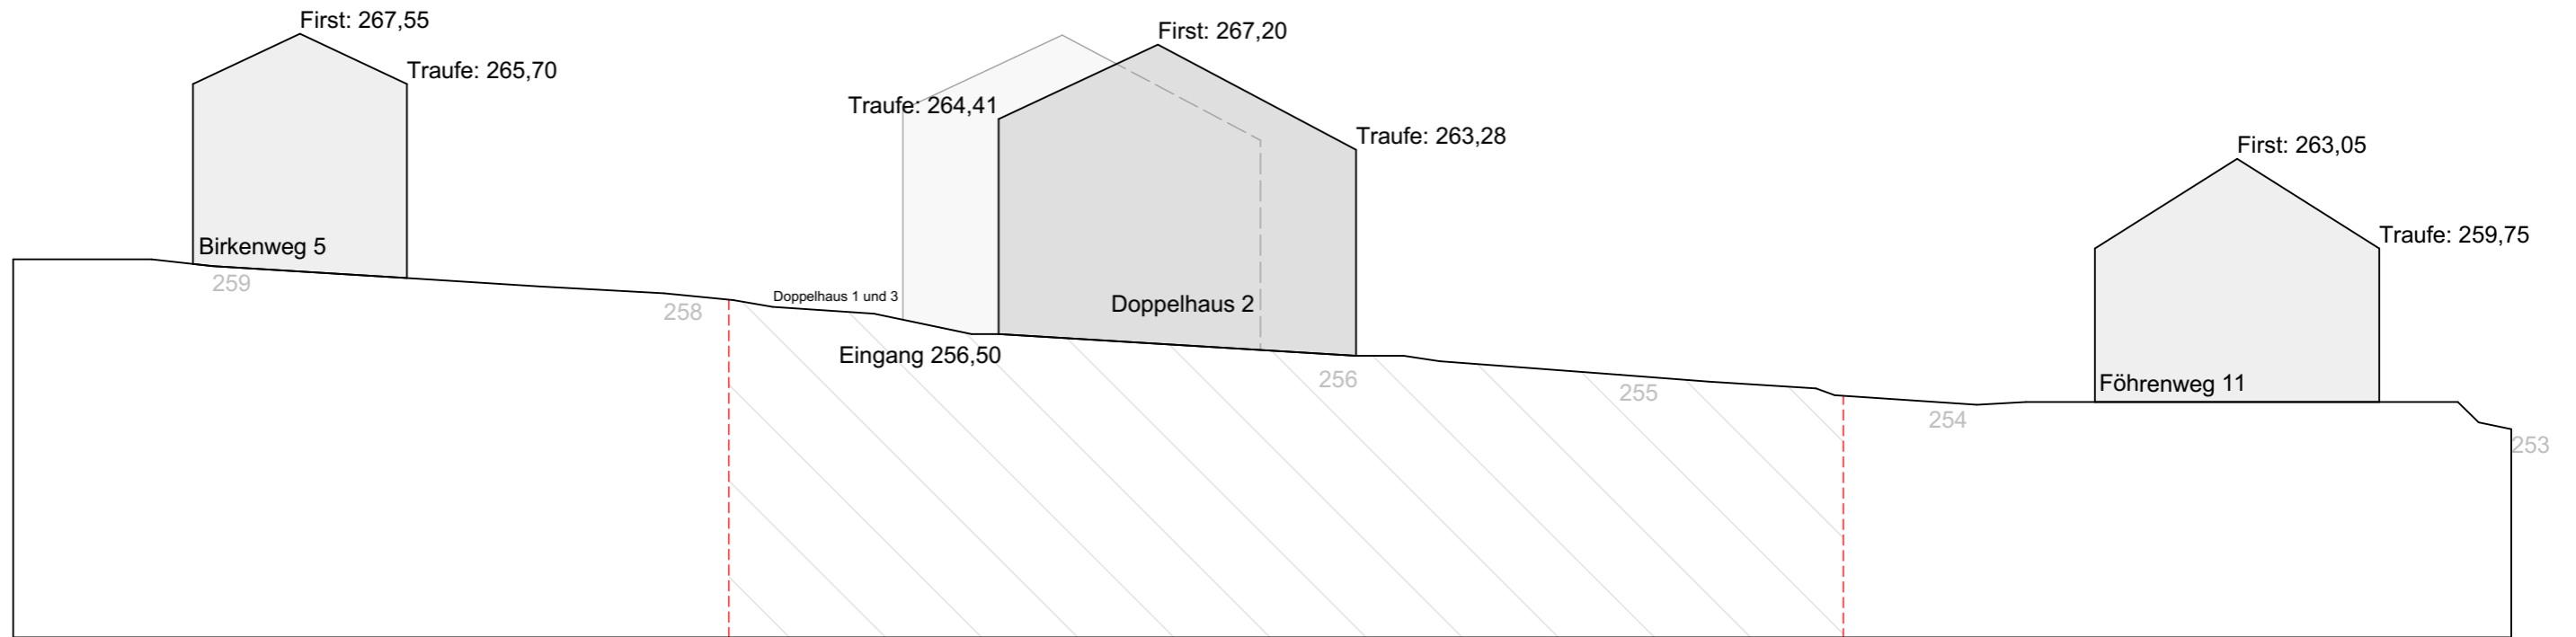 First: 267,55
Traufe: 265,70
Birkenweg 5
259
258
Doppelhaus 1 und 3
First: 267,20
Traufe: 264,41
Traufe: 263,28
Doppelhaus 2
Eingang 256,50
256
255
254
First: 263,05
Traufe: 259,75
Föhrenweg 11
253